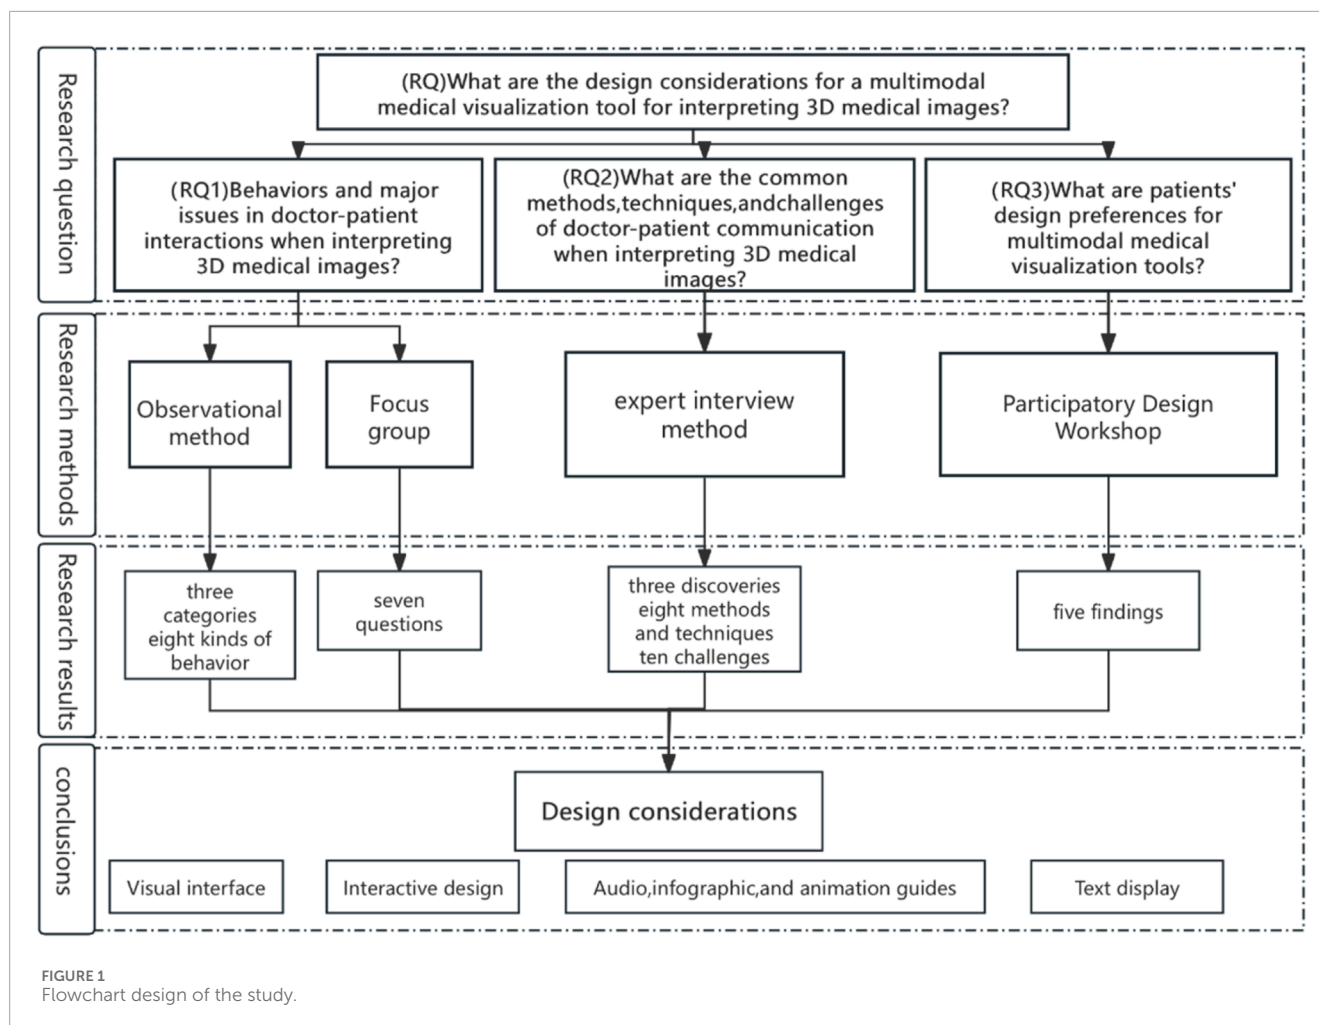 Research question
(RQ)What are the design considerations for a multimodal
medical visualization tool for interpreting 3D medical images?
(RQ1)Behaviors and major
issues in doctor-patient
interactions when interpreting
3D medical images?
(RQ2)What are the common
methods,techniques,andchallenges
of doctor-patient communication
when interpreting 3D medical
images?
(RQ3)What are patients'
design preferences for
multimodal medical
visualization tools?
Research methods
Observational
method
Focus
group
expert interview
method
Participatory Design
Workshop
Research results
three
categories
eight kinds of
behavior
seven
questions
three discoveries
eight methods
and techniques
ten challenges
five findings
conclusions
Design considerations
Visual interface
Interactive design
Audio,infographic,and animation guides
Text display
FIGURE 1
Flowchart design of the study.